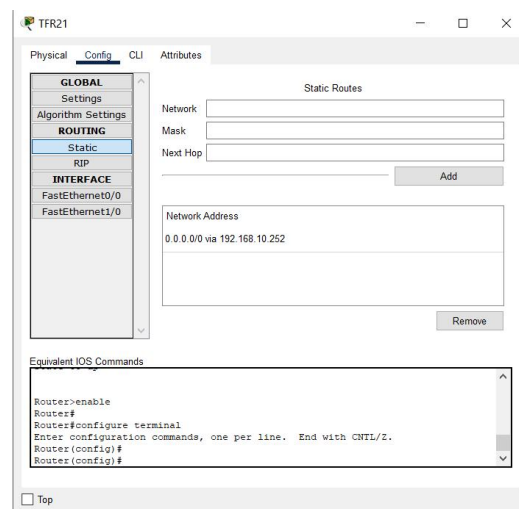 TFR21
Physical Config CLI Attributes
GLOBAL
Settings
Algorithm Settings
ROUTING
Static
RIP
INTERFACE
FastEthernet0/0
FastEthernet1/0
Static Routes
Network
Mask
Next Hop
Add
Network Address
0.0.0.0/0 via 192.168.10.252
Remove
Equivalent IOS Commands
Router>enable
Router#
Router#configure terminal
Enter configuration commands, one per line. End with CNTL/Z.
Router(config)#
Router(config)#
Top